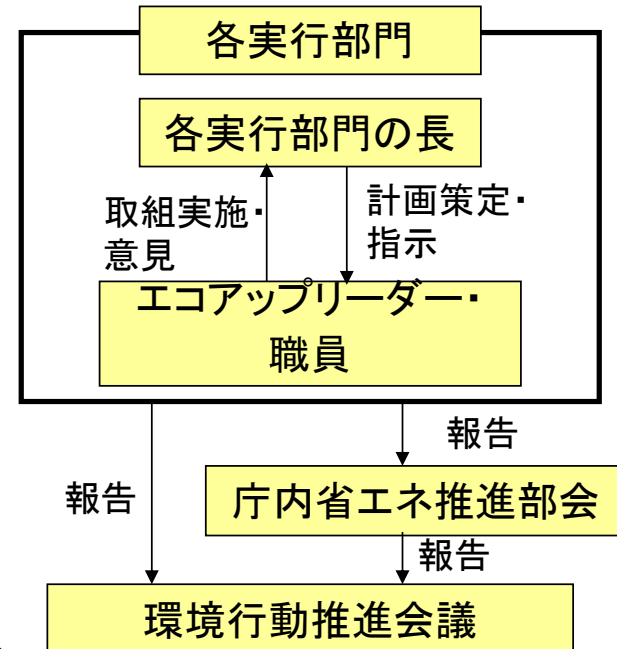 各実行部門
各実行部門の長
取組実施・
意見
計画策定・
指示
エコアップリーダー・
職員
報告
報告
庁内省エネ推進部会
報告
環境行動推進会議